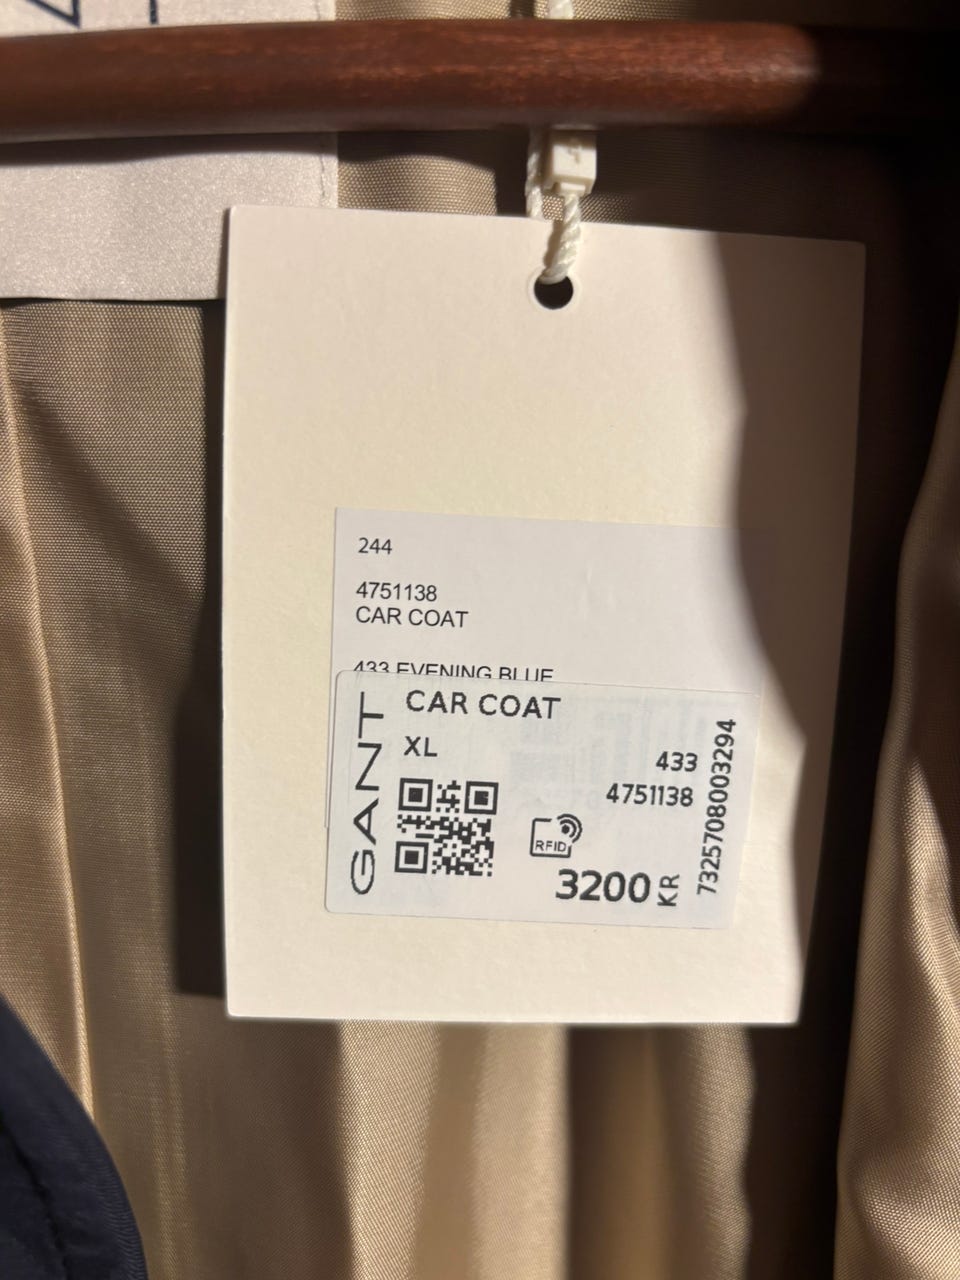 244
4751138
CAR COAT
433 EVENING BLUE
GANT
CAR COAT
XL
433
4751138
RFID
3200 KR
7325708003294